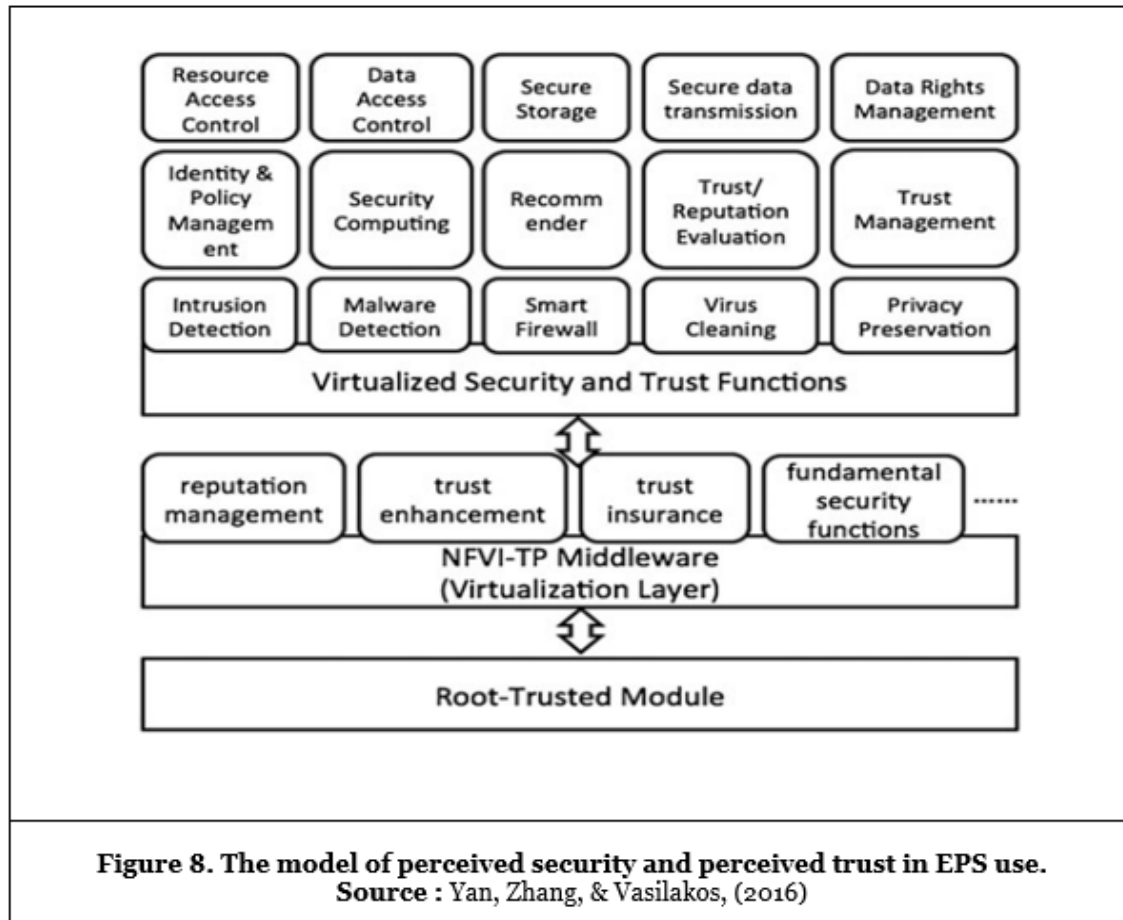 Resource
Access
Control
Data
Access
Control
Secure
Storage
Secure data
transmission
Data Rights
Management
Identity &
Policy
Managem
ent
Security
Computing
Recomm
ender
Trust/
Reputation
Evaluation
Trust
Management
Intrusion
Detection
Malware
Detection
Smart
Firewall
Virus
Cleaning
Privacy
Preservation
Virtualized Security and Trust Functions
reputation
management
trust
enhancement
trust
insurance
fundamental
security
functions
......
NFVI-TP Middleware
(Virtualization Layer)
Root-Trusted Module
Figure 8. The model of perceived security and perceived trust in EPS use.
Source : Yan, Zhang, & Vasilakos, (2016)